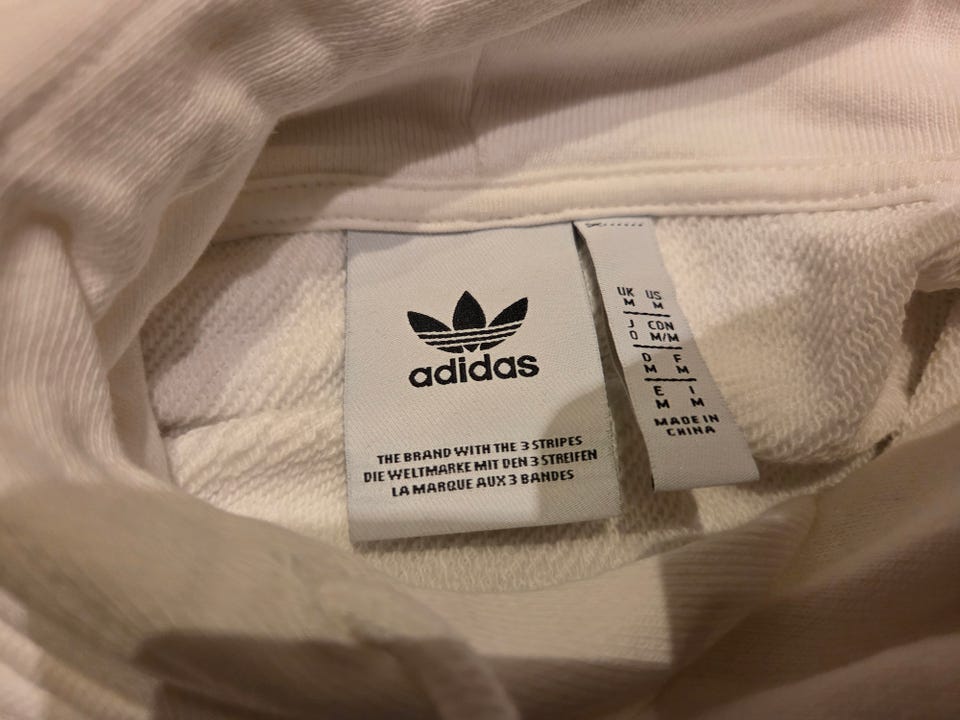 adidas
THE BRAND WITH THE 3 STRIPES
DIE WELTMARKE MIT DEN 3 STREIFEN
LA MARQUE AUX 3 BANDES
UK US
M M
J CDN
O M/M
D F
M M
E I
M M
MADE IN
CHINA